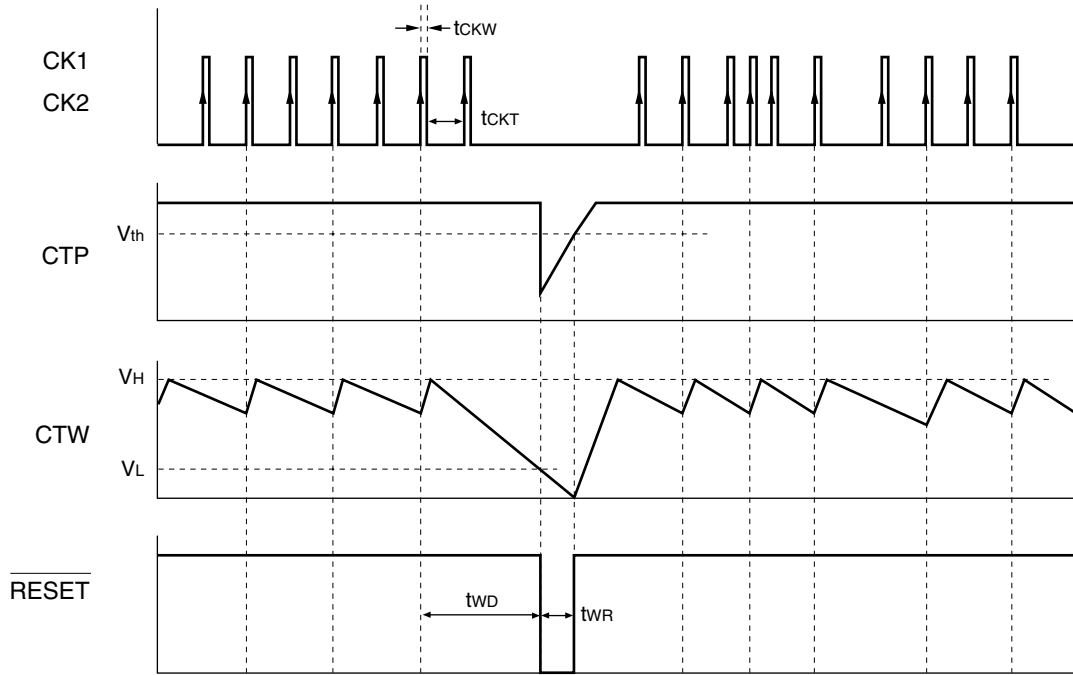 tCKW
CK1
CK2
tCKT
Vth
CTP
VH
CTW
VL
RESET
tWD
tWR